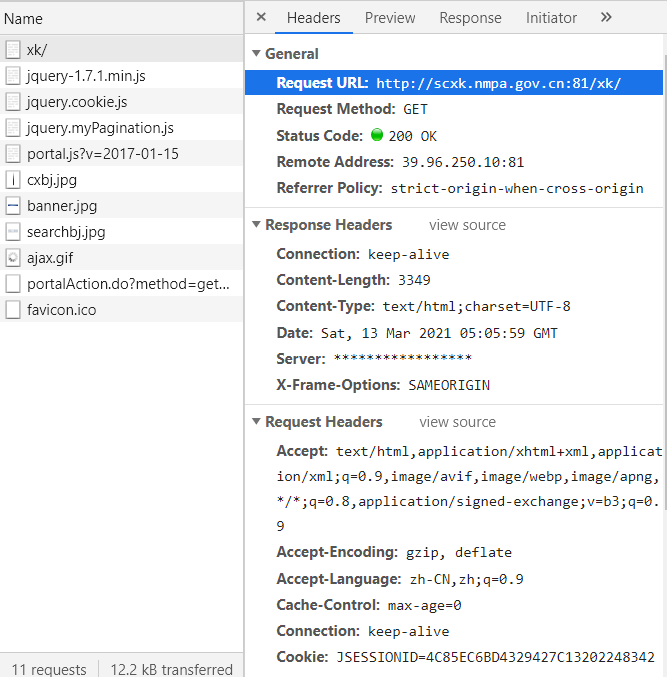 Name
xk/
jquery-1.7.1.min.js
jquery.cookie.js
jquery.myPagination.js
portal.js?v=2017-01-15
cxbj.jpg
banner.jpg
searchbj.jpg
ajax.gif
portalAction.do?method=get...
favicon.ico
11 requests 12.2 kB transferred
× Headers Preview Response Initiator »
General
Request URL: http://scxk.nmpa.gov.cn:81/xk/
Request Method: GET
Status Code: 200 OK
Remote Address: 39.96.250.10:81
Referrer Policy: strict-origin-when-cross-origin
Response Headers view source
Connection: keep-alive
Content-Length: 3349
Content-Type: text/html;charset=UTF-8
Date: Sat, 13 Mar 2021 05:05:59 GMT
Server: *****************
X-Frame-Options: SAMEORIGIN
Request Headers view source
Accept: text/html,application/xhtml+xml,applicat
ion/xml;q=0.9,image/avif,image/webp,image/apng,
*/*;q=0.8,application/signed-exchange;v=b3;q=0.
9
Accept-Encoding: gzip, deflate
Accept-Language: zh-CN,zh;q=0.9
Cache-Control: max-age=0
Connection: keep-alive
Cookie: JSESSIONID=4C85EC6BD4329427C13202248342